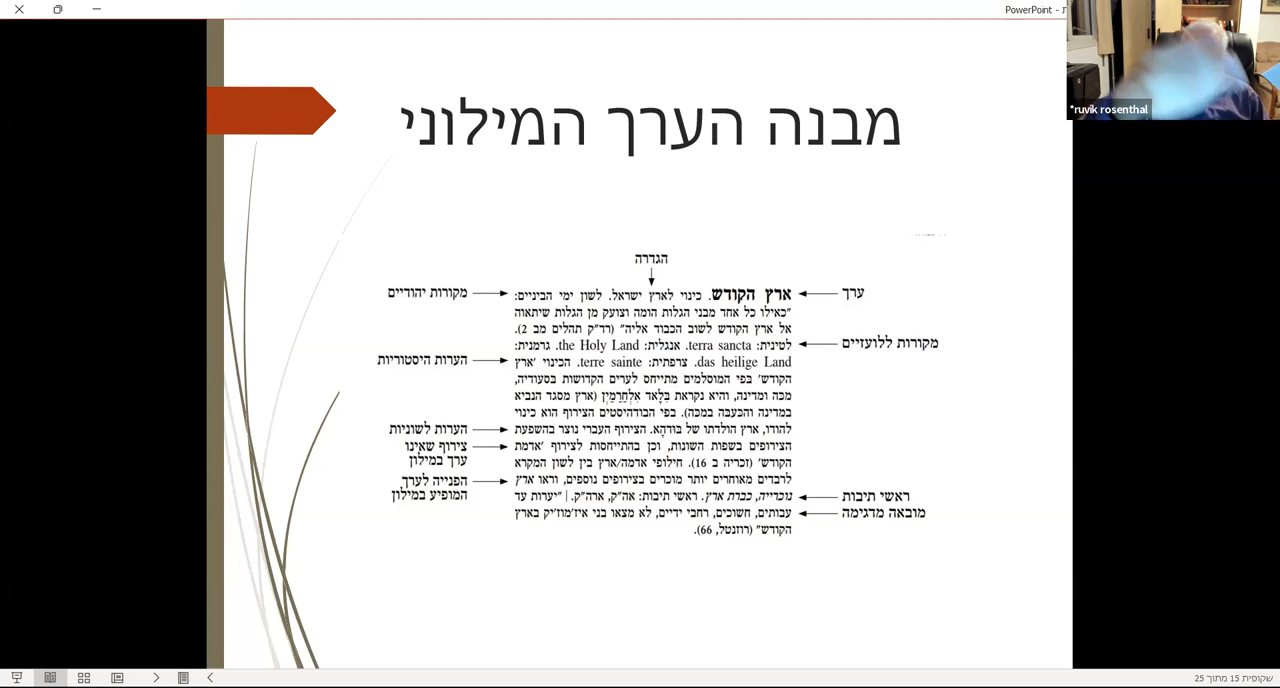 PowerPoint - ת
*ruvik rosenthal
מבנה הערך המילוני
הגדרה
ערך
מקורות ללועזיים
ראשי תיבות
מובאה מדגימה
ארץ הקודש. כינוי לארץ ישראל. לשון ימי הביניים:
"כאילו כל אחד מבני הגלות הומה וצועק מן הגלות שיתאוה
אל ארץ הקודש לשוב הכבוד אליה" (רד"ק תהלים מב 2).
לטינית: terra sancta. אנגלית: the Holy Land. גרמנית:
das heilige Land. צרפתית: terre sainte. הכינוי 'ארץ
הקודש' בפי המוסלמים מתייחס לערים הקדושות בסעודיה,
מכה ומדינה, והיא נקראת בִּלַאד אִלְחַרַמַיְן (ארץ מסגד הנביא
במדינה והכעבה במכה). בפי הבודהיסטים הצירוף הוא כינוי
להודו, ארץ הולדתו של בּוּדְהָא. הצירוף העברי נוצר בהשפעת
הצירופים בשפות השונות, וכן בהתייחסות לצירוף 'אדמת
הקודש' (זכריה ב 16). חילופי אדמה/ארץ בין לשון המקרא
לרבדים מאוחרים יותר מוכרים בצירופים נוספים, וראו ארץ
נוכרייה, כברת ארץ. ראשי תיבות: אה"ק, ארה"ק. | "יערות עד
עבותים, חשוכים, רחבי ידיים, לא מצאו בני איז'מוז'יק בארץ
הקודש" (רוזנטל, 66).
מקורות יהודיים
הערות היסטוריות
הערות לשוניות
צירוף שאינו
ערך במילון
הפנייה לערך
המופיע במילון
שקופית 15 מתוך 25